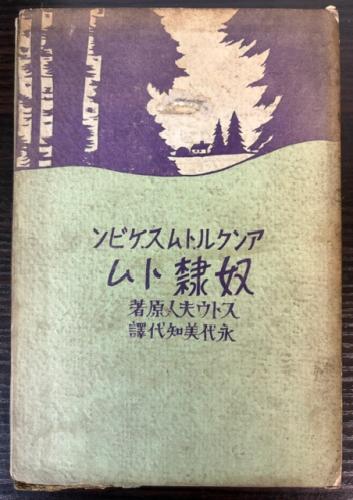 アンクル.トムス.ケビン
奴隷トム
ストウ夫人原著
永代美知代譯